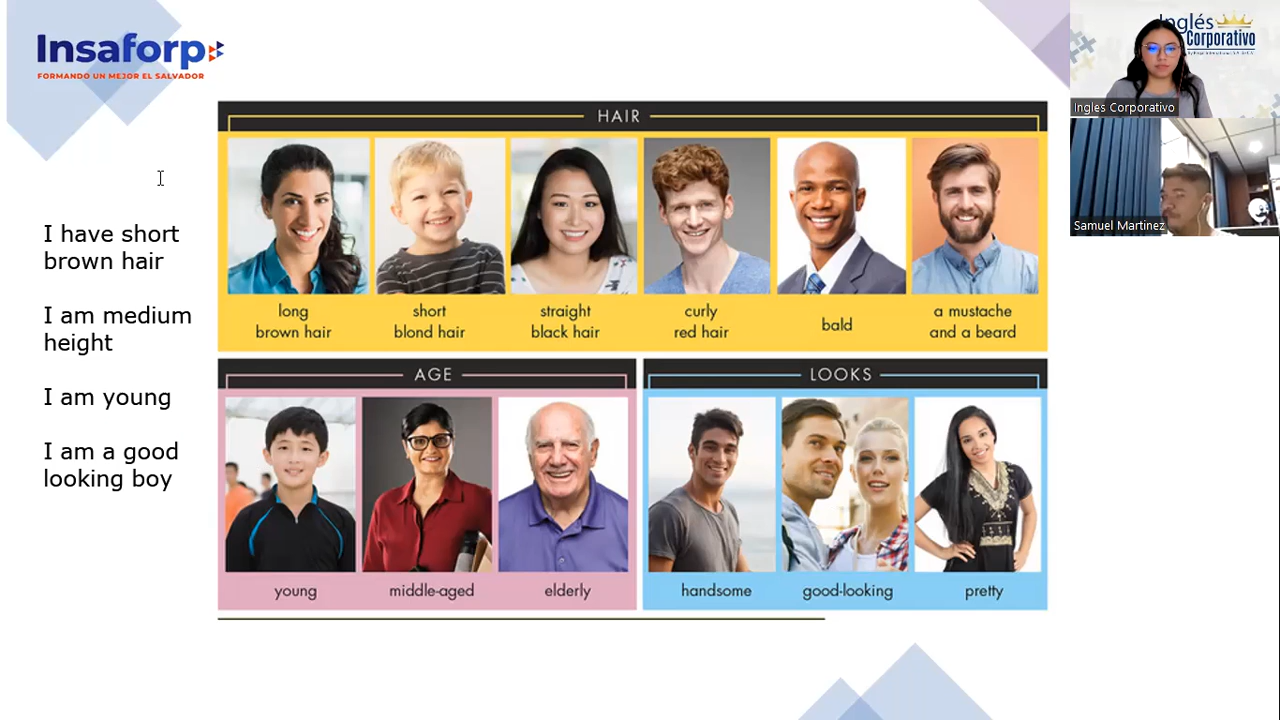 Insaforp
FORMANDO UN MEJOR EL SALVADOR
I have short
brown hair
I am medium
height
I am young
I am a good
looking boy
HAIR
long
brown hair
short
blond hair
straight
black hair
curly
red hair
bald
a mustache
and a beard
AGE
young
middle-aged
elderly
LOOKS
handsome
good-looking
pretty
Inglés
Corporativo
Ingles Corporativo
Samuel Martinez